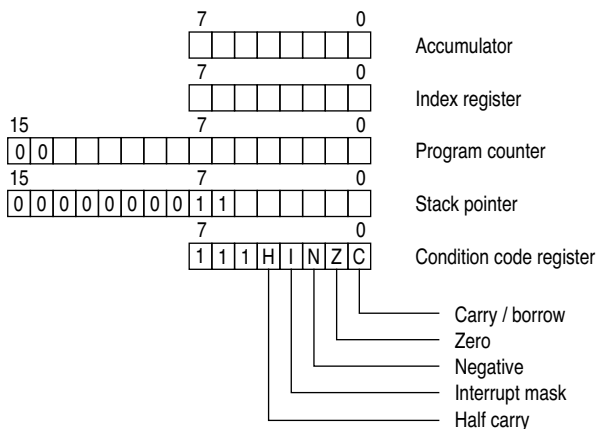 7 0
Accumulator
7 0
Index register
15 7 0
0 0 Program counter
15 7 0
0 0 0 0 0 0 0 0 1 1 Stack pointer
7 0
1 1 1 H I N Z C Condition code register
Carry / borrow
Zero
Negative
Interrupt mask
Half carry